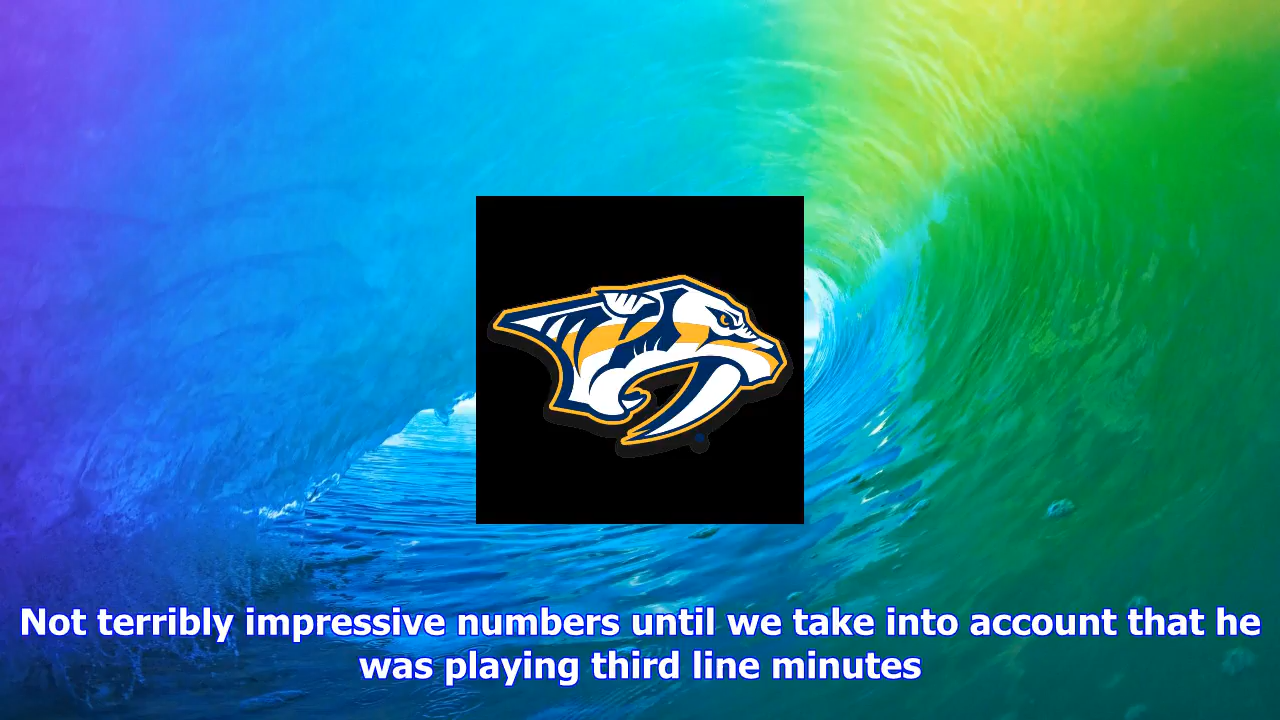 Not terribly impressive numbers until we take into account that he
was playing third line minutes